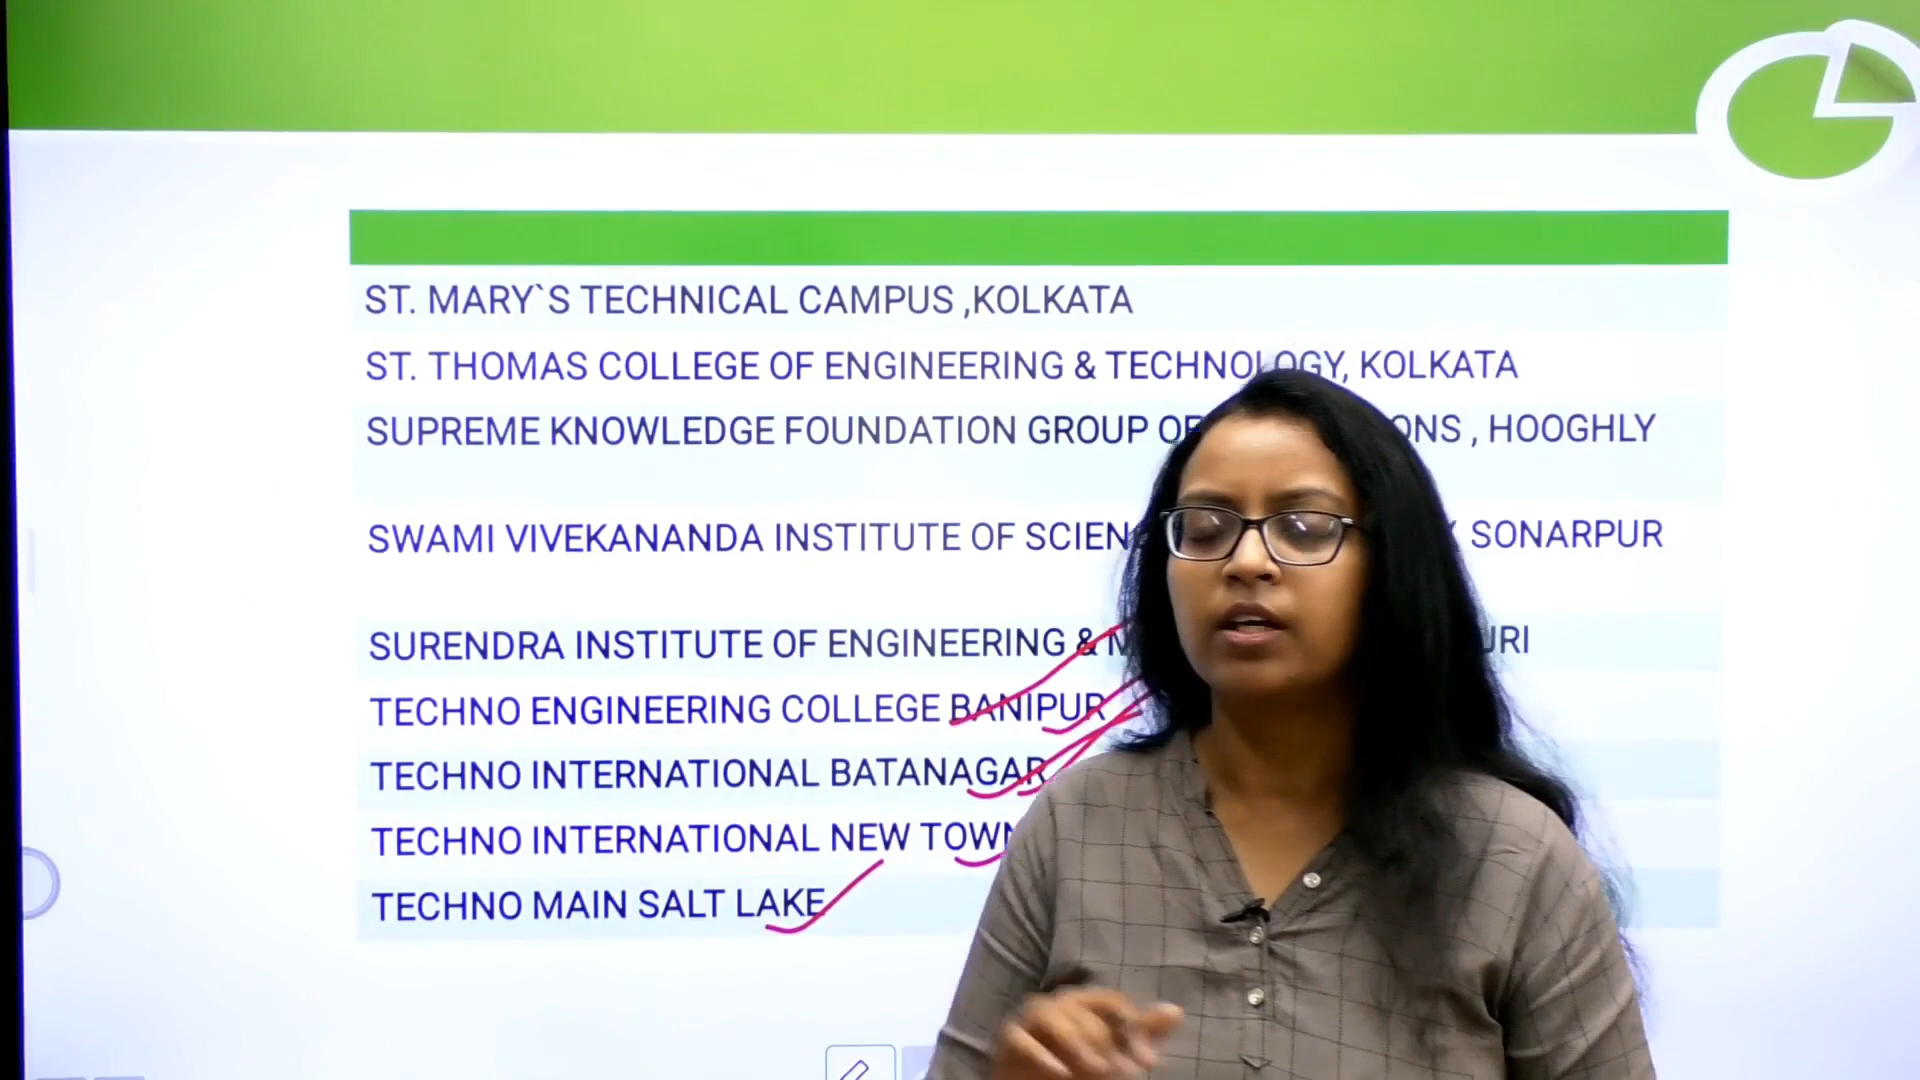 ST. MARY`S TECHNICAL CAMPUS ,KOLKATA
ST. THOMAS COLLEGE OF ENGINEERING & TECHNOLOGY, KOLKATA
SUPREME KNOWLEDGE FOUNDATION GROUP OF , HOOGHLY
SWAMI VIVEKANANDA INSTITUTE OF SONARPUR
SURENDRA INSTITUTE OF ENGINEERING &
TECHNO ENGINEERING COLLEGE BANIPUR
TECHNO INTERNATIONAL BATANAGAR
TECHNO INTERNATIONAL NEW TOWN
TECHNO MAIN SALT LAKE